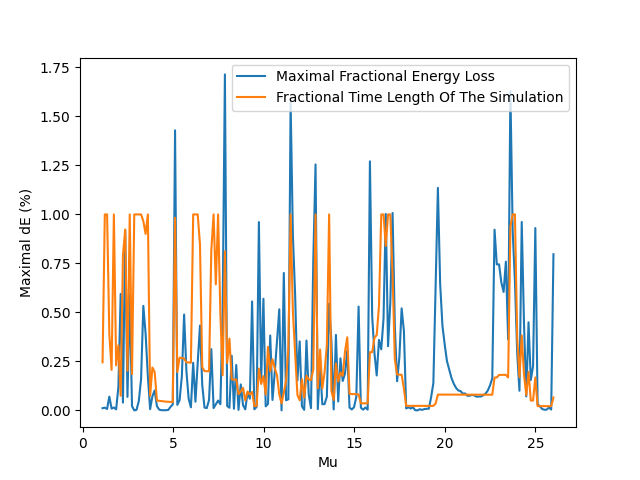 Maximal Fractional Energy Loss
Fractional Time Length Of The Simulation
Maximal dE (%)
1.75
1.50
1.25
1.00
0.75
0.50
0.25
0.00
0 5 10 15 20 25
Mu